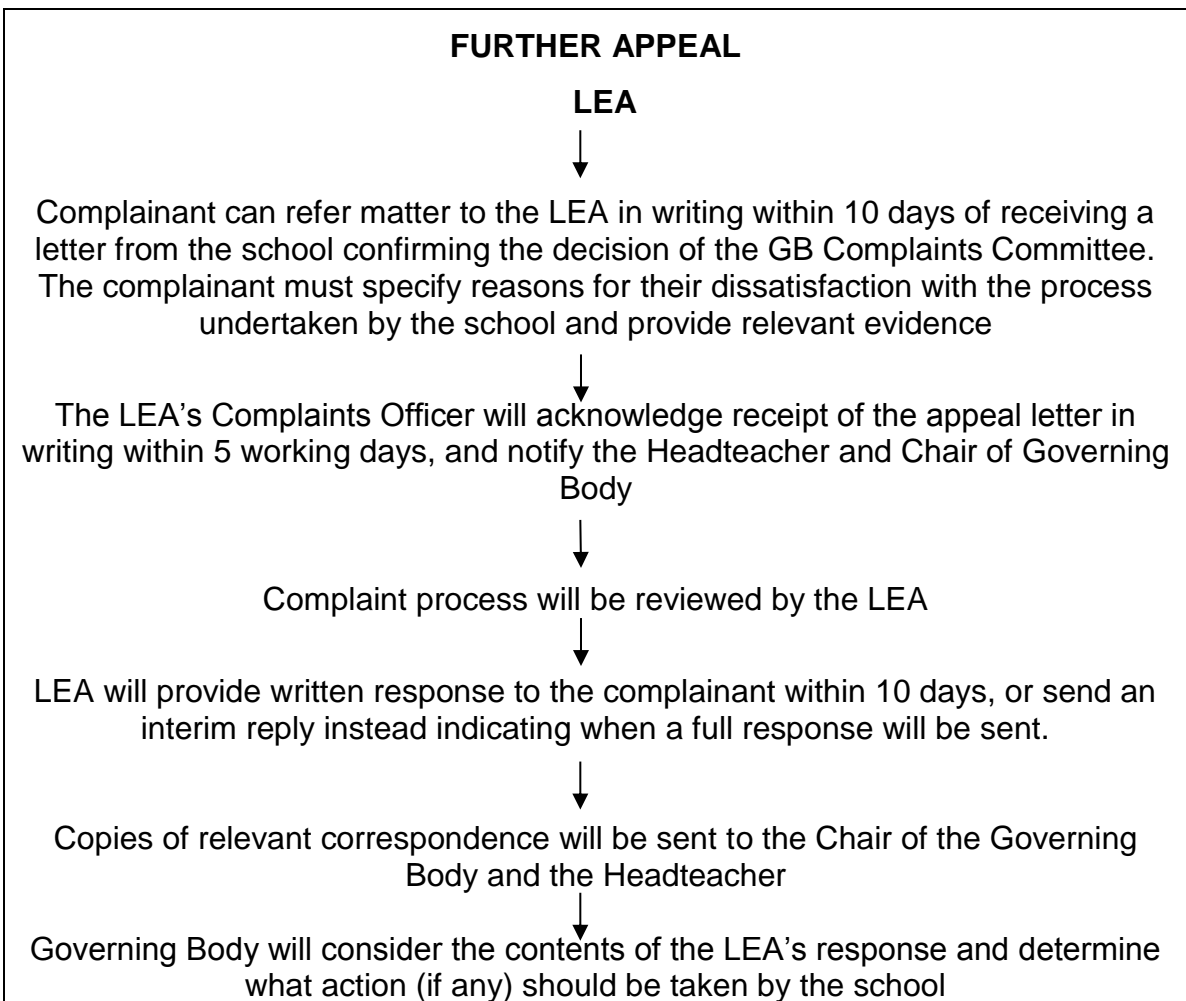 FURTHER APPEAL
LEA
Complainant can refer matter to the LEA in writing within 10 days of receiving a
letter from the school confirming the decision of the GB Complaints Committee.
The complainant must specify reasons for their dissatisfaction with the process
undertaken by the school and provide relevant evidence
The LEA’s Complaints Officer will acknowledge receipt of the appeal letter in
writing within 5 working days, and notify the Headteacher and Chair of Governing
Body
Complaint process will be reviewed by the LEA
LEA will provide written response to the complainant within 10 days, or send an
interim reply instead indicating when a full response will be sent.
Copies of relevant correspondence will be sent to the Chair of the Governing
Body and the Headteacher
Governing Body will consider the contents of the LEA’s response and determine
what action (if any) should be taken by the school